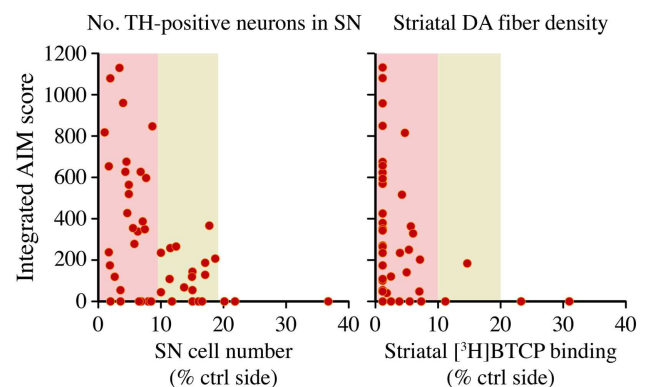 No. TH-positive neurons in SN
Striatal DA fiber density
Integrated AIM score
1200
1000
800
600
400
200
0
0 10 20 30 40
0 10 20 30 40
SN cell number
(% ctrl side)
Striatal [³H]BTCP binding
(% ctrl side)